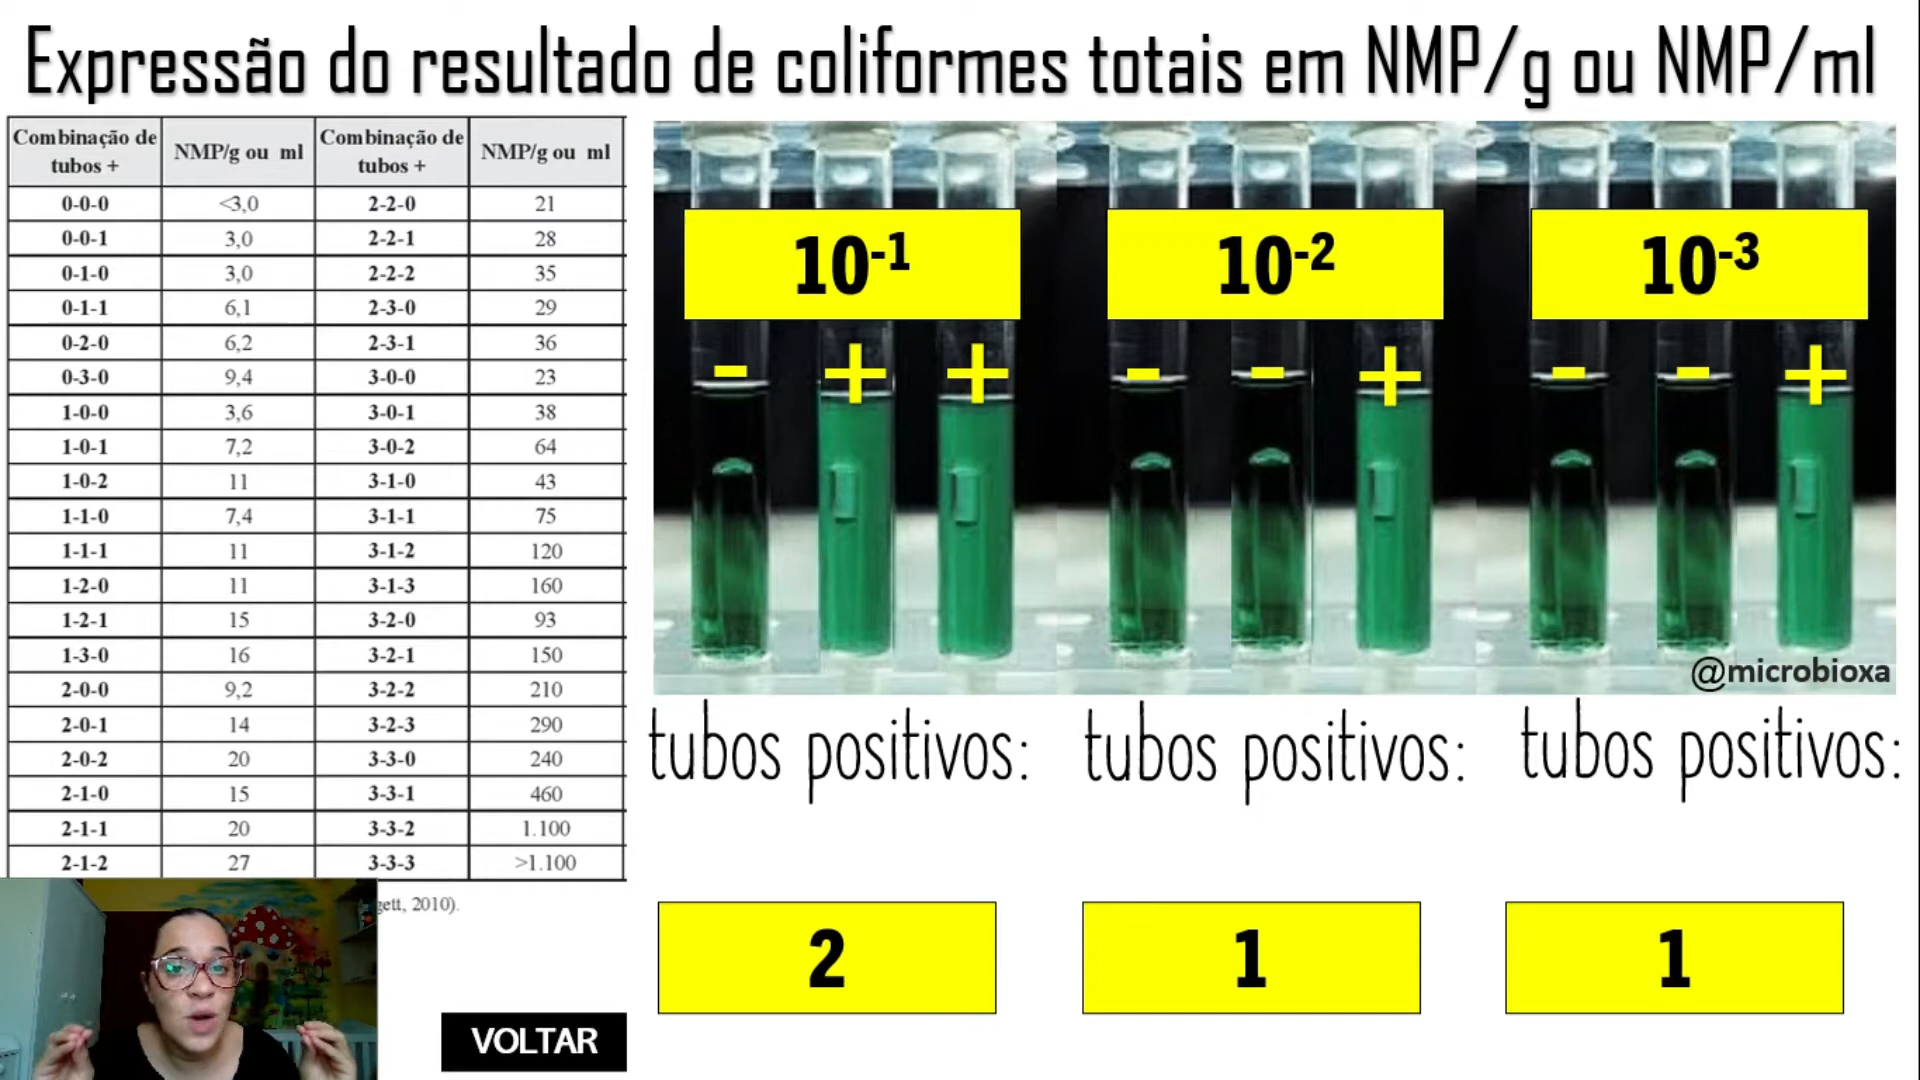 Expressão do resultado de coliformes totais em NMP/g ou NMP/ml
Combinação de tubos + NMP/g ou ml Combinação de tubos + NMP/g ou ml
0-0-0 <3,0 2-2-0 21
0-0-1 3,0 2-2-1 28
0-1-0 3,0 2-2-2 35
0-1-1 6,1 2-3-0 29
0-2-0 6,2 2-3-1 36
0-3-0 9,4 3-0-0 23
1-0-0 3,6 3-0-1 38
1-0-1 7,2 3-0-2 64
1-0-2 11 3-1-0 43
1-1-0 7,4 3-1-1 75
1-1-1 11 3-1-2 120
1-2-0 11 3-1-3 160
1-2-1 15 3-2-0 93
1-3-0 16 3-2-1 150
2-0-0 9,2 3-2-2 210
2-0-1 14 3-2-3 290
2-0-2 20 3-3-0 240
2-1-0 15 3-3-1 460
2-1-1 20 3-3-2 1.100
2-1-2 27 3-3-3 >1.100
gett, 2010).
VOLTAR
10⁻¹ 10⁻² 10⁻³
- + + - - + - - +
@microbioxa
tubos positivos: tubos positivos: tubos positivos:
2 1 1